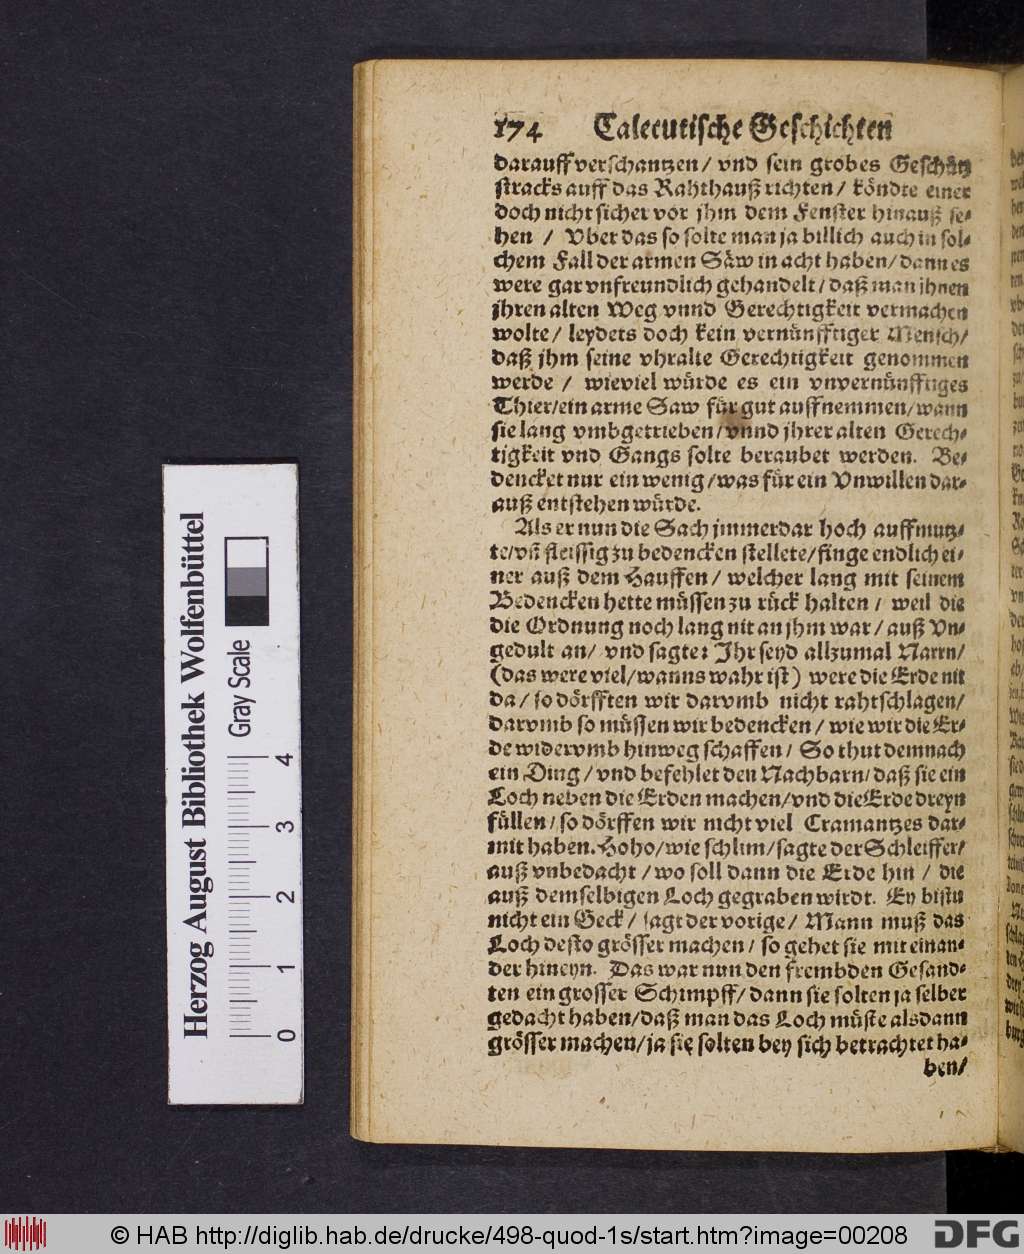 174 Calecutische Geschichten
darauff verschantzen / vnd sein grobes Geschütz
stracks auff das Rahthauß richten / köndte einer
doch nicht sicher vor jhm dem Fenster hinauß se-
hen / Vber das so solte man ja billich auch in sol-
chem Fall der armen Säw in acht haben / dann es
were gar vnfreundlich gehandelt / daß man jhnen
jhren alten Weg vnnd Gerechtigkeit vermachen
wolte / leydets doch kein vernünfftiger Mensch /
daß jhm seine vhralte Gerechtigkeit genommen
werde / wieviel würde es ein vnvernünfftiges
Thier / ein arme Saw für gut auffnemmen / wann
sie lang vmbgetrieben / vnnd jhrer alten Gerech-
tigkeit vnd Gangs solte beraubet werden. Be-
dencket nur ein wenig / was für ein Vnwillen dar-
auß entstehen würde.
Als er nun die Sach jmmerdar hoch auffmutz-
te / vn̄ fleissig zu bedencken stellete / finge endlich ei-
ner auß dem Hauffen / welcher lang mit seinem
Bedencken hette müssen zu rück halten / weil die
die Ordnung noch lang nit an jhm war / auß Vn-
gedult an / vnd sagte: Ihr seyd allzumal Narrn /
(das were viel / wanns wahr ist) were die Erde nit
da / so dörfften wir darvmb nicht rahtschlagen /
darvmb so müssen wir bedencken / wie wir die Er-
de widervmb hinweg schaffen / So thut demnach
ein Ding / vnd befehlet den Nachbarn / daß sie ein
Loch neben die Erden machen / vnd die Erde dreyn
füllen / so dörffen wir nicht viel Cramantzes dar-
mit haben. Hoho / wie schlim / sagte der Schleiffer /
auß vnbedacht / wo soll dann die Erde hin / die
auß demselbigen Loch gegraben wirdt. Ey bistu
nicht ein Geck / sagt der vorige / Mann muß das
Loch desto grösser machen / so gehet sie mit einan-
der hineyn. Das war nun den frembden Gesand-
ten ein grosser Schimpff / dann sie solten ja selber
gedacht haben / daß man das Loch müste alsdann
grösser machen / ja sie solten bey sich betrachtet ha-
ben /
Herzog August Bibliothek Wolfenbüttel
Gray Scale
0 1 2 3 4
© HAB http://diglib.hab.de/drucke/498-quod-1s/start.htm?image=00208
DFG